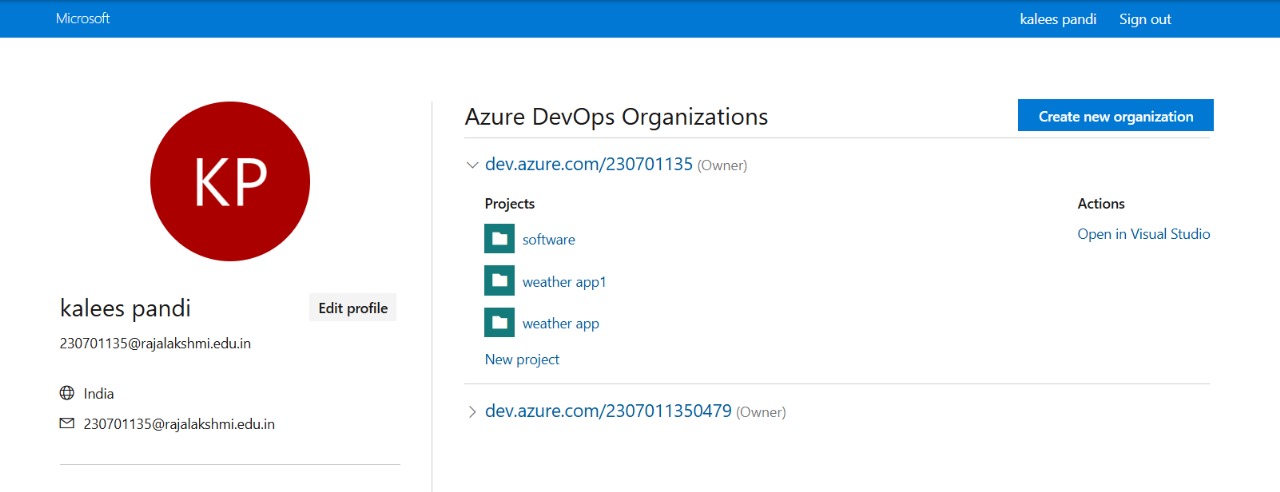 Microsoft
kalees pandi Sign out
KP
kalees pandi Edit profile
230701135@rajalakshmi.edu.in
India
230701135@rajalakshmi.edu.in
Azure DevOps Organizations Create new organization
dev.azure.com/230701135 (Owner)
Projects Actions
software Open in Visual Studio
weather app1
weather app
New project
dev.azure.com/2307011350479 (Owner)